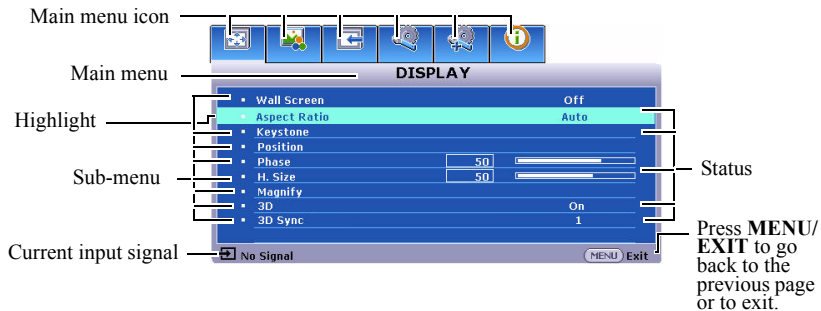 Main menu icon
Main menu
DISPLAY
Wall Screen Off
Highlight
Aspect Ratio Auto
Keystone
Position
Phase 50
Sub-menu
H. Size 50
Status
Magnify
3D On
3D Sync 1
Current input signal
No Signal
MENU Exit
Press MENU/
EXIT to go
back to the
previous page
or to exit.